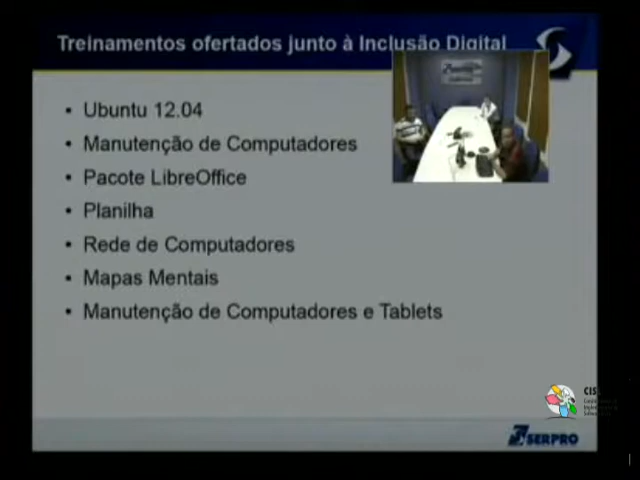 Treinamentos ofertados junto à Inclusão Digital
• Ubuntu 12.04
• Manutenção de Computadores
• Pacote LibreOffice
• Planilha
• Rede de Computadores
• Mapas Mentais
• Manutenção de Computadores e Tablets
CIS
SERPRO